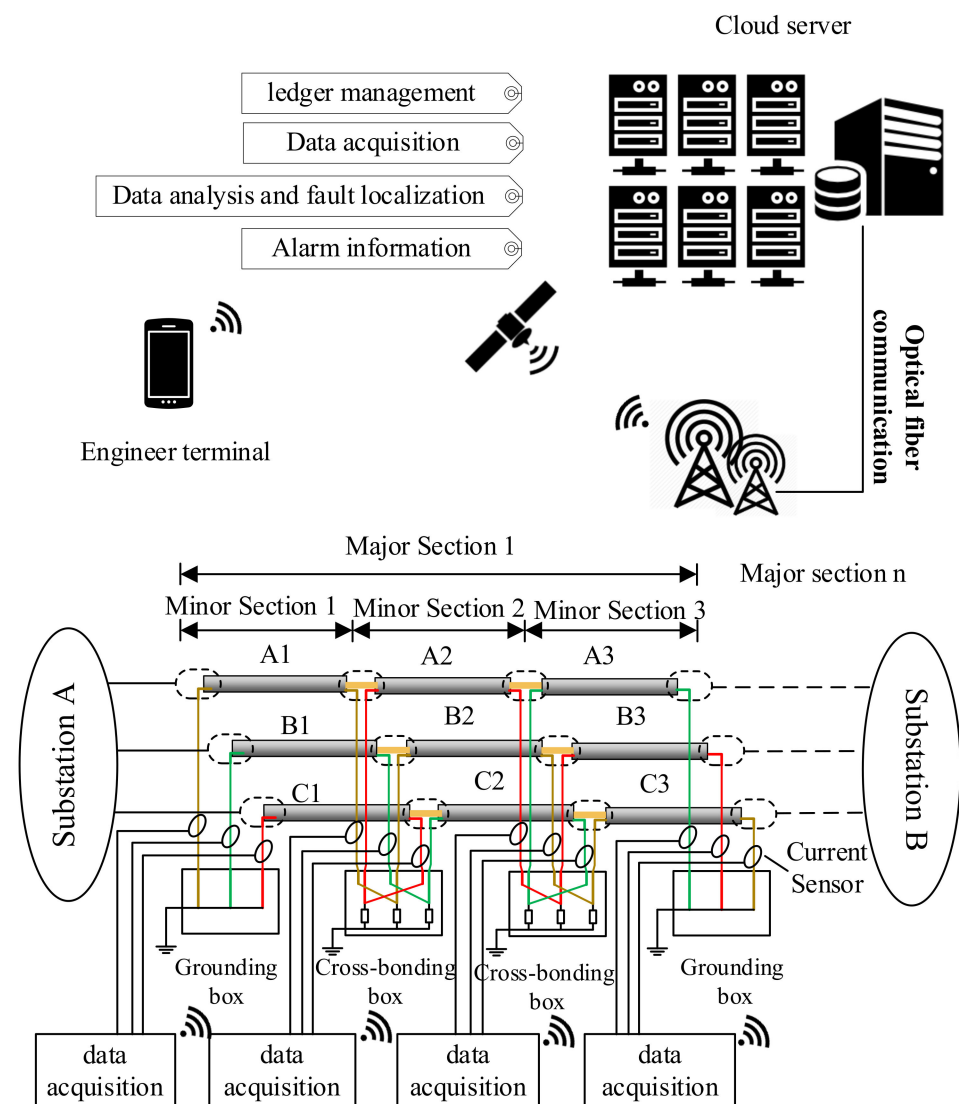 Cloud server
ledger management
Data acquisition
Data analysis and fault localization
Alarm information
Optical fiber
communication
Engineer terminal
Major Section 1
Major section n
Minor Section 1
Minor Section 2
Minor Section 3
A1
A2
A3
B1
B2
B3
C1
C2
C3
Substation A
Substation B
Current
Sensor
Grounding
box
Cross-bonding
box
Cross-bonding
box
Grounding
box
data
acquisition
data
acquisition
data
acquisition
data
acquisition